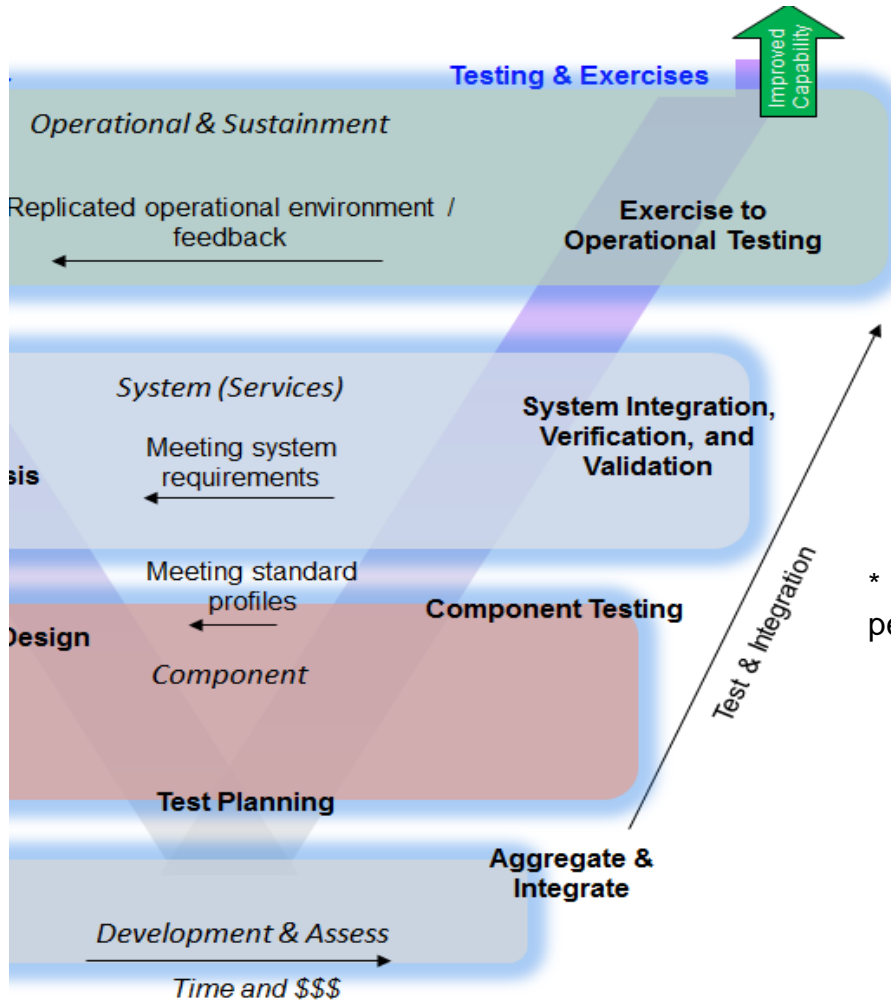 Improved
Capability
Testing & Exercises
Operational & Sustainment
Replicated operational environment /
feedback
Exercise to
Operational Testing
System (Services)
System Integration,
Verification, and
Validation
Meeting system
requirements
sis
Meeting standard
profiles
Component Testing
*
pe
Design
Component
Test & Integration
Test Planning
Aggregate &
Integrate
Development & Assess
Time and $$$